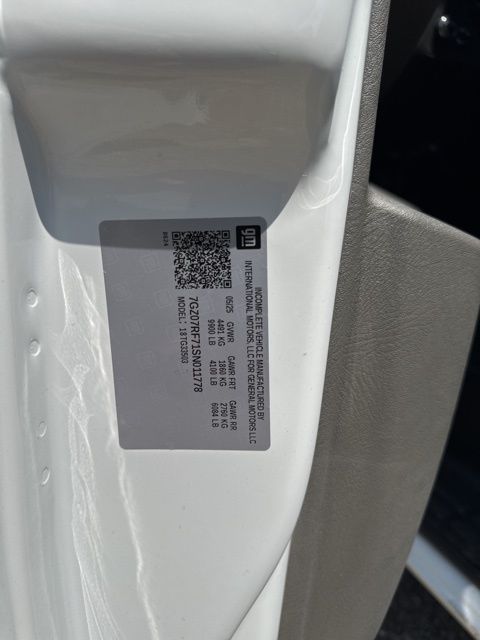 gm
INCOMPLETE VEHICLE MANUFACTURED BY
INTERNATIONAL MOTORS, LLC FOR GENERAL MOTORS LLC
05/25 GVWR GAWR FRT GAWR RR
4491 KG 1860 KG 2760 KG
9900 LB 4100 LB 6084 LB
7GZ07RF71SN011778
MODEL: 18TG33503